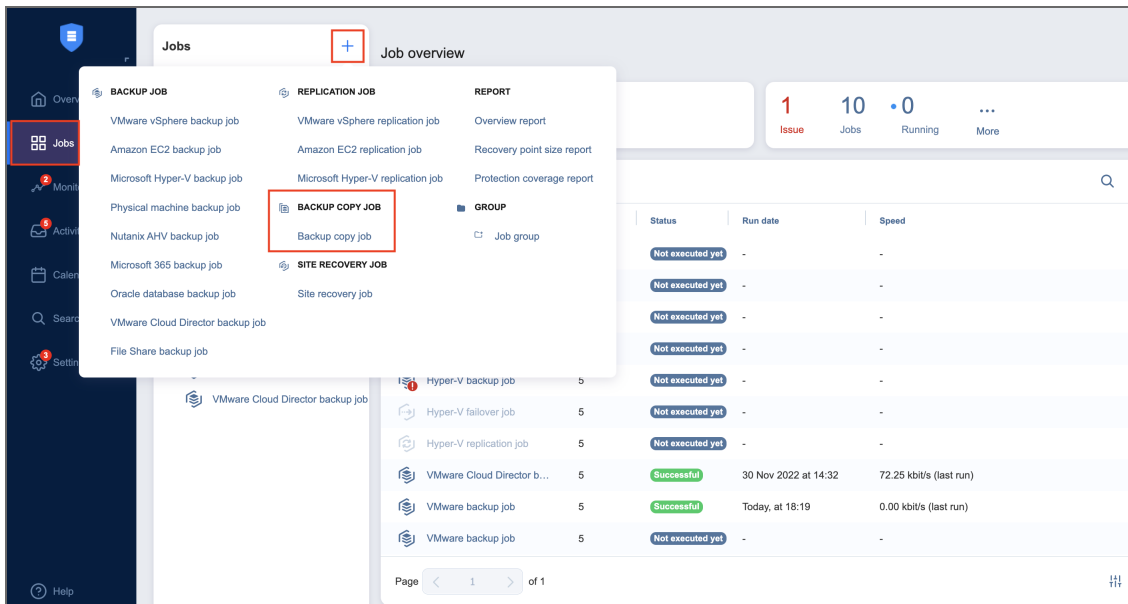 Jobs
+
Job overview
Overv
Jobs
2
Monit
5
Activi
Calen
Searc
3
Settin
Help
BACKUP JOB
VMware vSphere backup job
Amazon EC2 backup job
Microsoft Hyper-V backup job
Physical machine backup job
Nutanix AHV backup job
Microsoft 365 backup job
Oracle database backup job
VMware Cloud Director backup job
File Share backup job
REPLICATION JOB
VMware vSphere replication job
Amazon EC2 replication job
Microsoft Hyper-V replication job
BACKUP COPY JOB
Backup copy job
SITE RECOVERY JOB
Site recovery job
REPORT
Overview report
Recovery point size report
Protection coverage report
GROUP
Job group
VMware Cloud Director backup job
1 10 0 ...
Issue Jobs Running More
Status Run date Speed
Not executed yet - -
Not executed yet - -
Not executed yet - -
Not executed yet - -
Hyper-V backup job 5 Not executed yet - -
Hyper-V failover job 5 Not executed yet - -
Hyper-V replication job 5 Not executed yet - -
VMware Cloud Director b... 5 Successful 30 Nov 2022 at 14:32 72.25 kbit/s (last run)
VMware backup job 5 Successful Today, at 18:19 0.00 kbit/s (last run)
VMware backup job 5 Not executed yet - -
Page < 1 > of 1